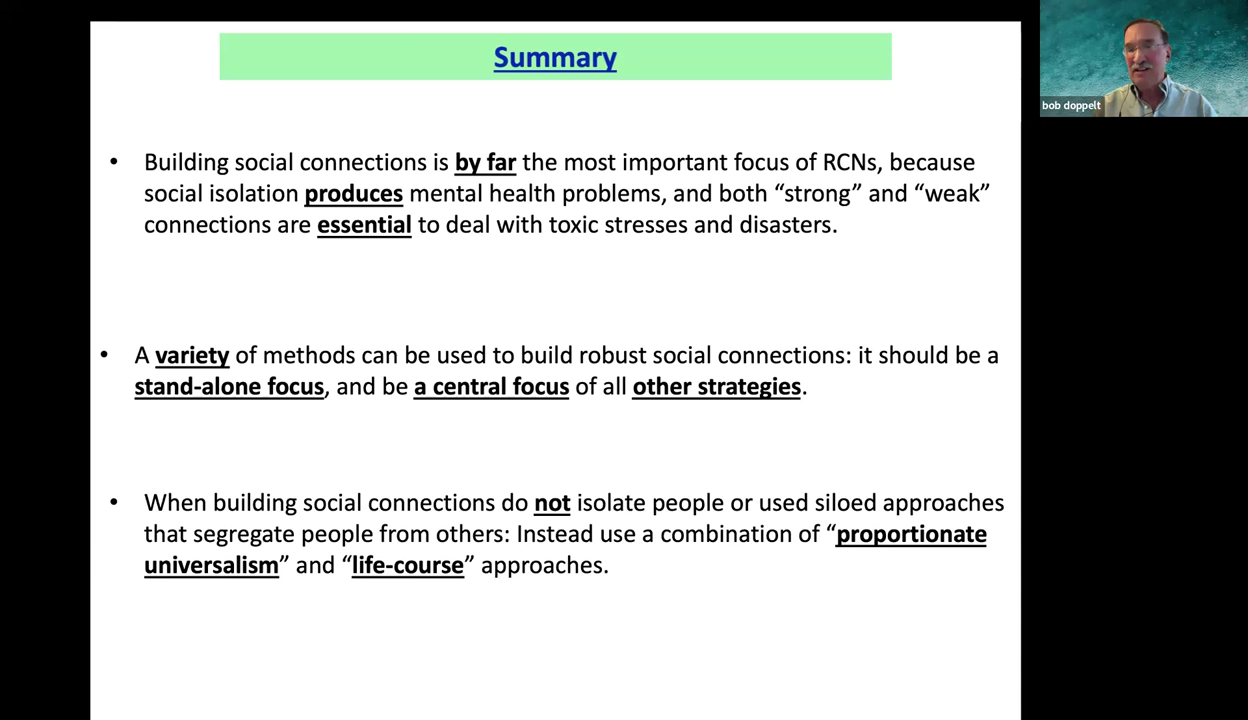 Summary
bob doppelt
• Building social connections is by far the most important focus of RCNs, because
social isolation produces mental health problems, and both “strong” and “weak”
connections are essential to deal with toxic stresses and disasters.
• A variety of methods can be used to build robust social connections: it should be a
stand-alone focus, and be a central focus of all other strategies.
• When building social connections do not isolate people or used siloed approaches
that segregate people from others: Instead use a combination of “proportionate
universalism” and “life-course” approaches.